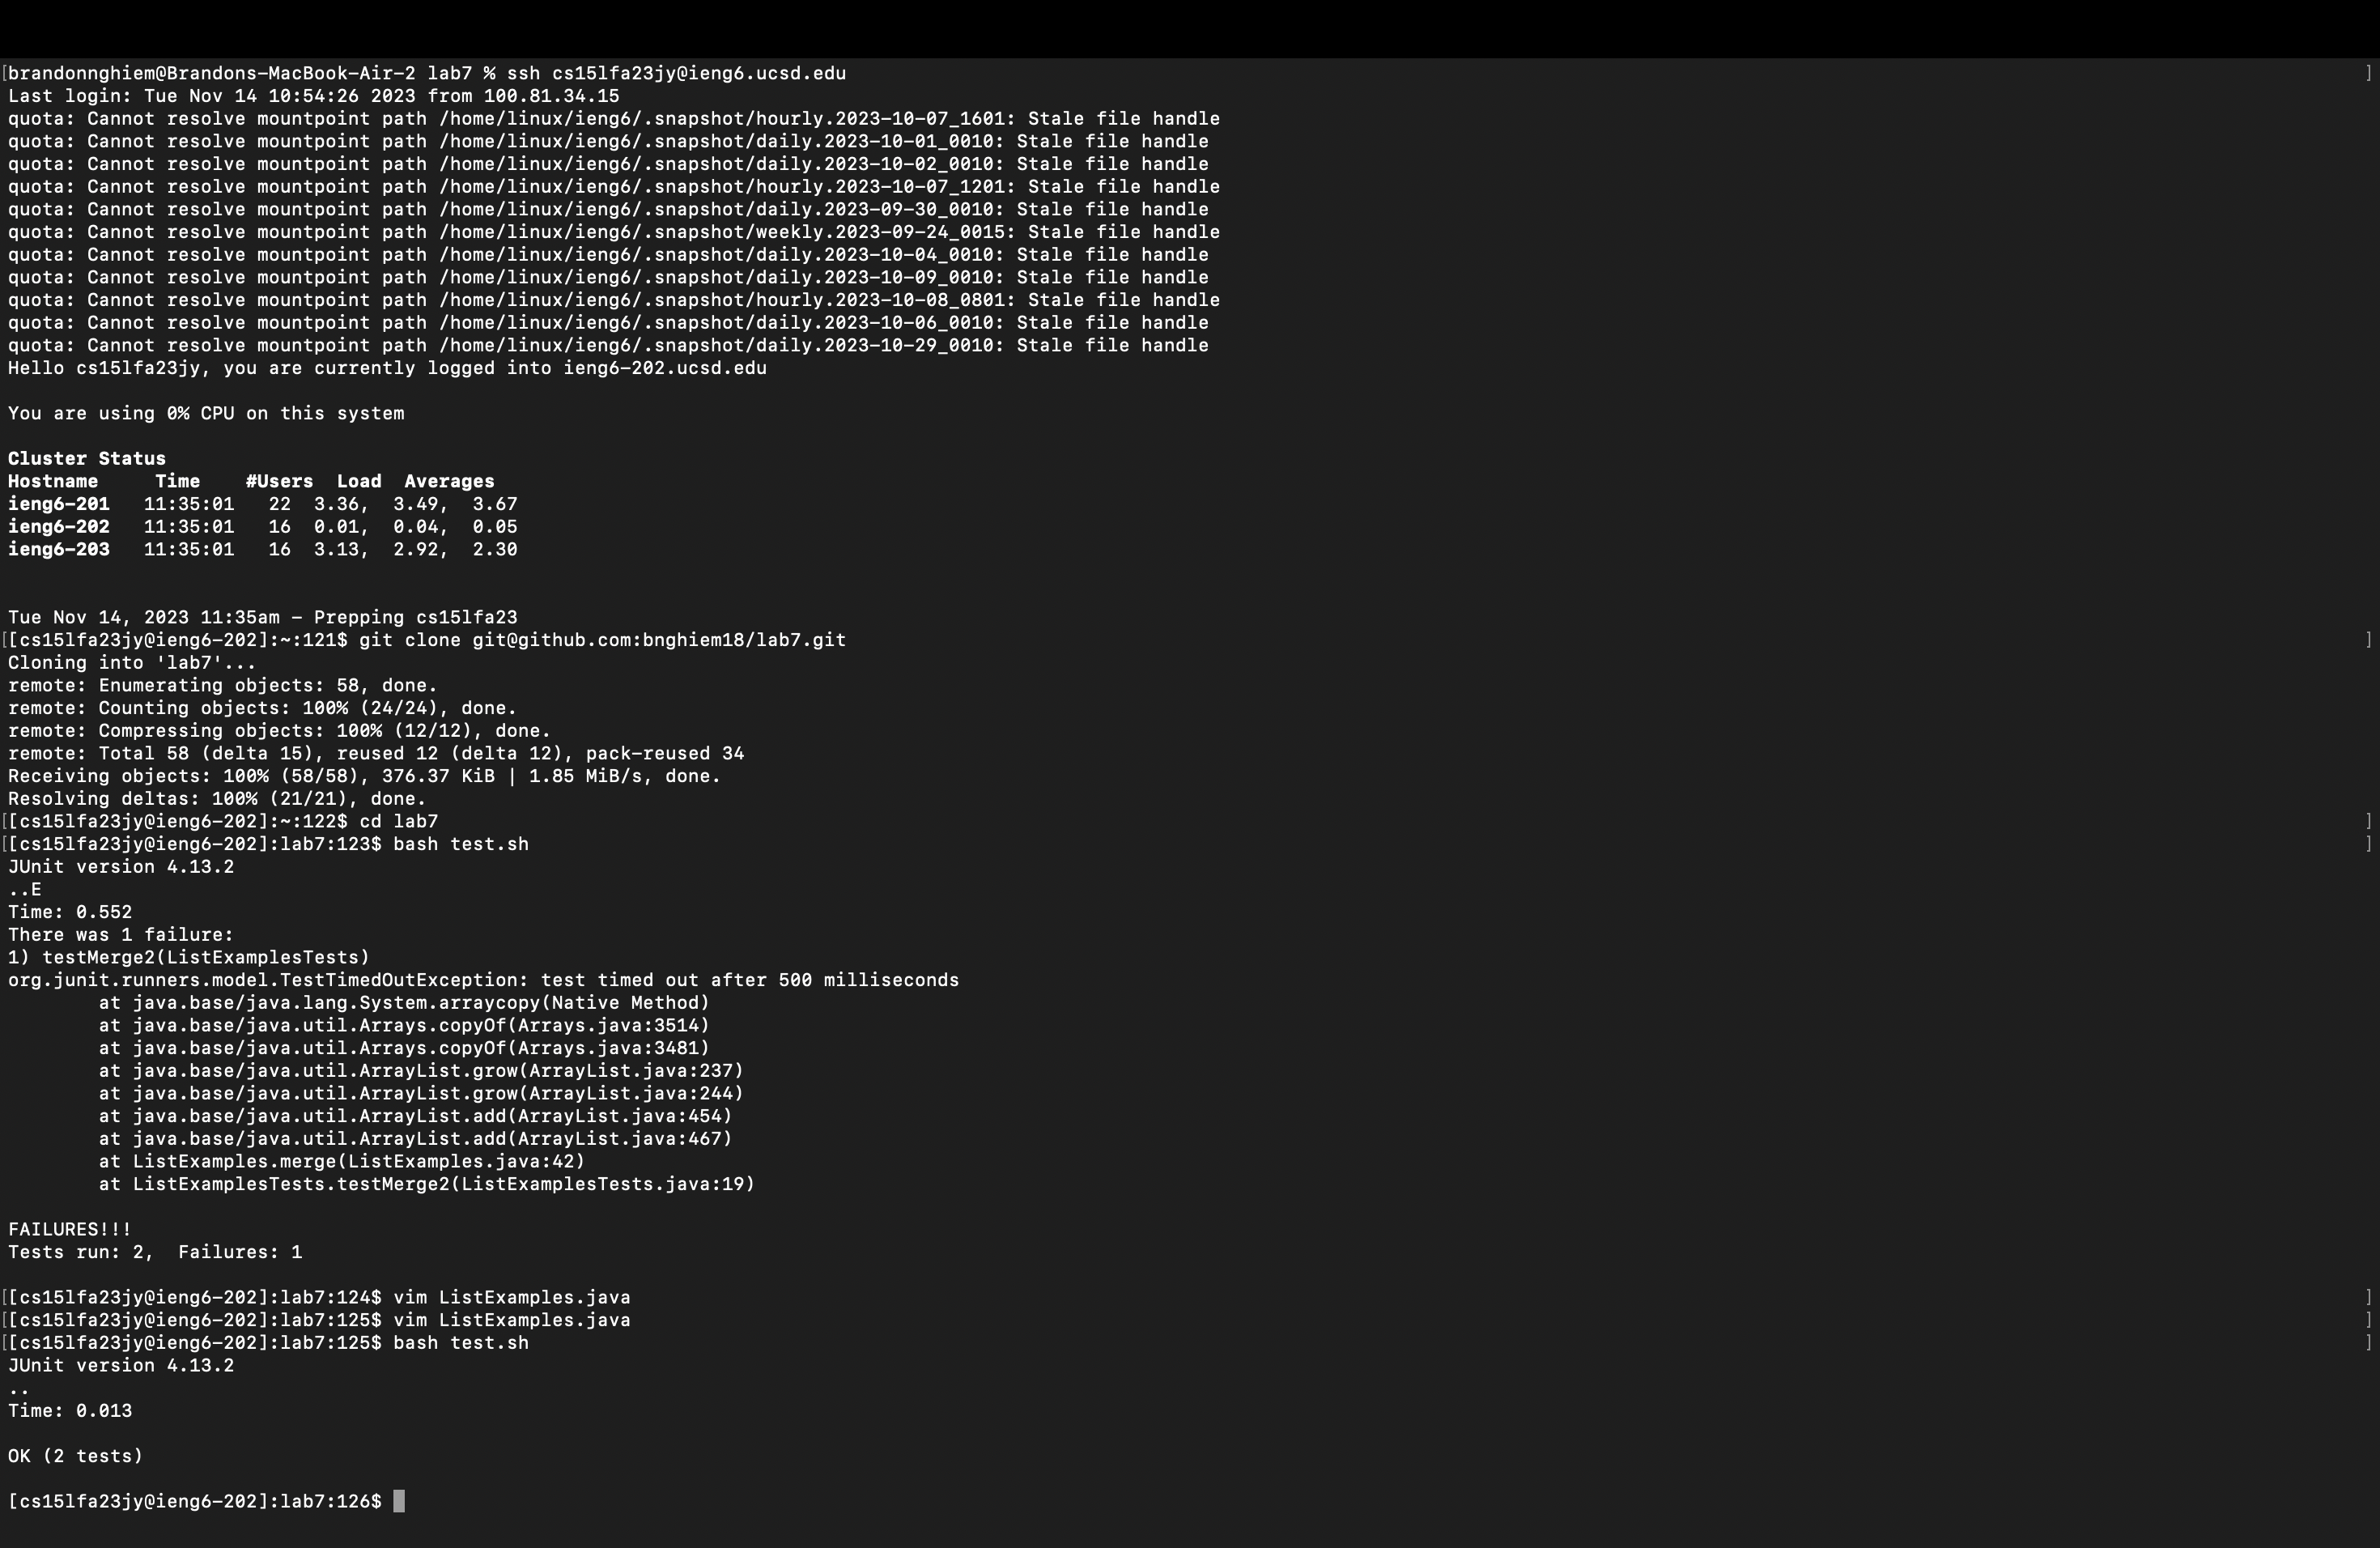 [brandonnghiem@Brandons-MacBook-Air-2 lab7 % ssh cs15lfa23jy@ieng6.ucsd.edu ]
Last login: Tue Nov 14 10:54:26 2023 from 100.81.34.15
quota: Cannot resolve mountpoint path /home/linux/ieng6/.snapshot/hourly.2023-10-07_1601: Stale file handle
quota: Cannot resolve mountpoint path /home/linux/ieng6/.snapshot/daily.2023-10-01_0010: Stale file handle
quota: Cannot resolve mountpoint path /home/linux/ieng6/.snapshot/daily.2023-10-02_0010: Stale file handle
quota: Cannot resolve mountpoint path /home/linux/ieng6/.snapshot/hourly.2023-10-07_1201: Stale file handle
quota: Cannot resolve mountpoint path /home/linux/ieng6/.snapshot/daily.2023-09-30_0010: Stale file handle
quota: Cannot resolve mountpoint path /home/linux/ieng6/.snapshot/weekly.2023-09-24_0015: Stale file handle
quota: Cannot resolve mountpoint path /home/linux/ieng6/.snapshot/daily.2023-10-04_0010: Stale file handle
quota: Cannot resolve mountpoint path /home/linux/ieng6/.snapshot/daily.2023-10-09_0010: Stale file handle
quota: Cannot resolve mountpoint path /home/linux/ieng6/.snapshot/hourly.2023-10-08_0801: Stale file handle
quota: Cannot resolve mountpoint path /home/linux/ieng6/.snapshot/daily.2023-10-06_0010: Stale file handle
quota: Cannot resolve mountpoint path /home/linux/ieng6/.snapshot/daily.2023-10-29_0010: Stale file handle
Hello cs15lfa23jy, you are currently logged into ieng6-202.ucsd.edu
You are using 0% CPU on this system
Cluster Status
Hostname     Time    #Users  Load  Averages
ieng6-201   11:35:01   22  3.36,  3.49,  3.67
ieng6-202   11:35:01   16  0.01,  0.04,  0.05
ieng6-203   11:35:01   16  3.13,  2.92,  2.30
Tue Nov 14, 2023 11:35am - Prepping cs15lfa23
[[cs15lfa23jy@ieng6-202]:~:121$ git clone git@github.com:bnghiem18/lab7.git ]
Cloning into 'lab7'...
remote: Enumerating objects: 58, done.
remote: Counting objects: 100% (24/24), done.
remote: Compressing objects: 100% (12/12), done.
remote: Total 58 (delta 15), reused 12 (delta 12), pack-reused 34
Receiving objects: 100% (58/58), 376.37 KiB | 1.85 MiB/s, done.
Resolving deltas: 100% (21/21), done.
[[cs15lfa23jy@ieng6-202]:~:122$ cd lab7 ]
[[cs15lfa23jy@ieng6-202]:lab7:123$ bash test.sh ]
JUnit version 4.13.2
..E
Time: 0.552
There was 1 failure:
1) testMerge2(ListExamplesTests)
org.junit.runners.model.TestTimedOutException: test timed out after 500 milliseconds
        at java.base/java.lang.System.arraycopy(Native Method)
        at java.base/java.util.Arrays.copyOf(Arrays.java:3514)
        at java.base/java.util.Arrays.copyOf(Arrays.java:3481)
        at java.base/java.util.ArrayList.grow(ArrayList.java:237)
        at java.base/java.util.ArrayList.grow(ArrayList.java:244)
        at java.base/java.util.ArrayList.add(ArrayList.java:454)
        at java.base/java.util.ArrayList.add(ArrayList.java:467)
        at ListExamples.merge(ListExamples.java:42)
        at ListExamplesTests.testMerge2(ListExamplesTests.java:19)
FAILURES!!!
Tests run: 2,  Failures: 1
[[cs15lfa23jy@ieng6-202]:lab7:124$ vim ListExamples.java ]
[[cs15lfa23jy@ieng6-202]:lab7:125$ vim ListExamples.java ]
[[cs15lfa23jy@ieng6-202]:lab7:125$ bash test.sh ]
JUnit version 4.13.2
..
Time: 0.013
OK (2 tests)
[cs15lfa23jy@ieng6-202]:lab7:126$